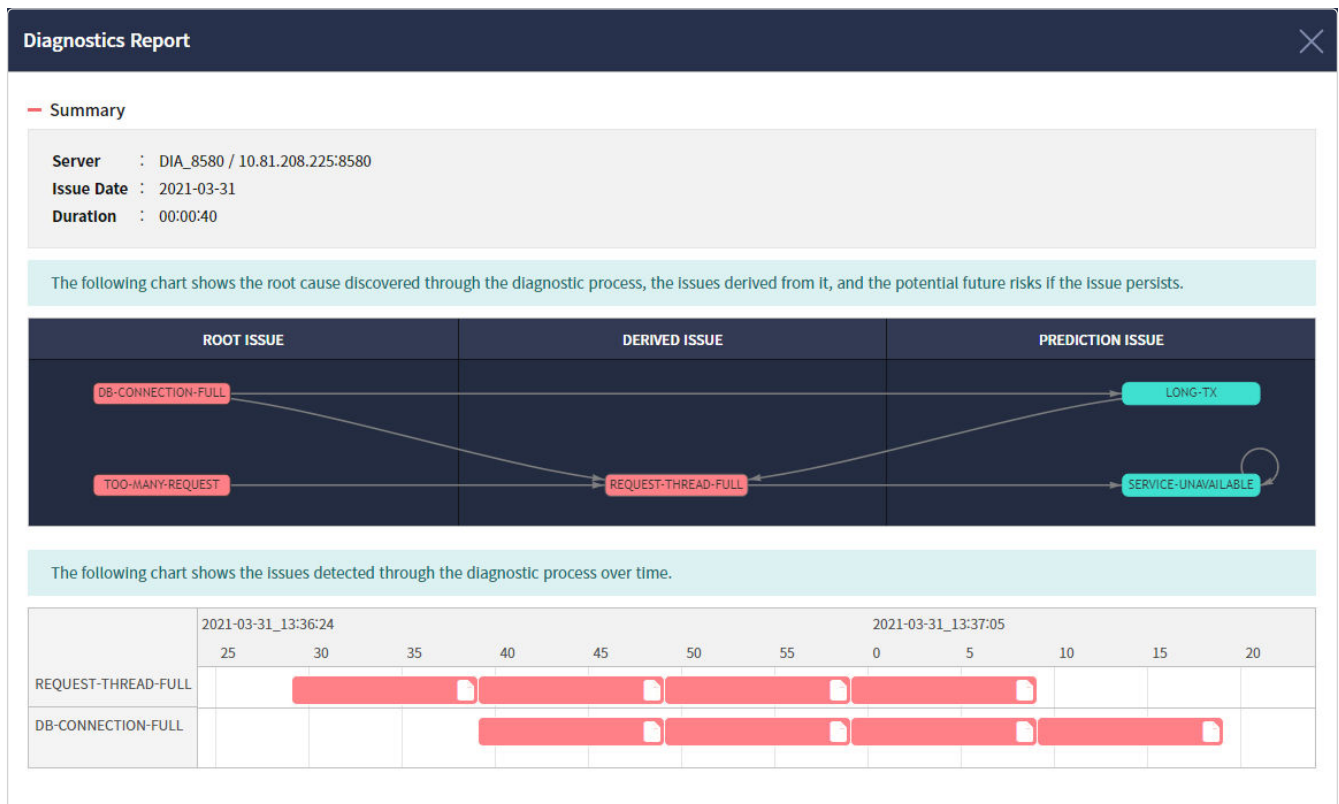 Diagnostics Report
Summary
Server : DIA_8580 / 10.81.208.225:8580
Issue Date : 2021-03-31
Duration : 00:00:40
The following chart shows the root cause discovered through the diagnostic process, the issues derived from it, and the potential future risks if the issue persists.
ROOT ISSUE DERIVED ISSUE PREDICTION ISSUE
DB-CONNECTION-FULL LONG-TX
TOO-MANY-REQUEST REQUEST-THREAD-FULL SERVICE-UNAVAILABLE
The following chart shows the issues detected through the diagnostic process over time.
2021-03-31_13:36:24 2021-03-31_13:37:05
25 30 35 40 45 50 55 0 5 10 15 20
REQUEST-THREAD-FULL
DB-CONNECTION-FULL